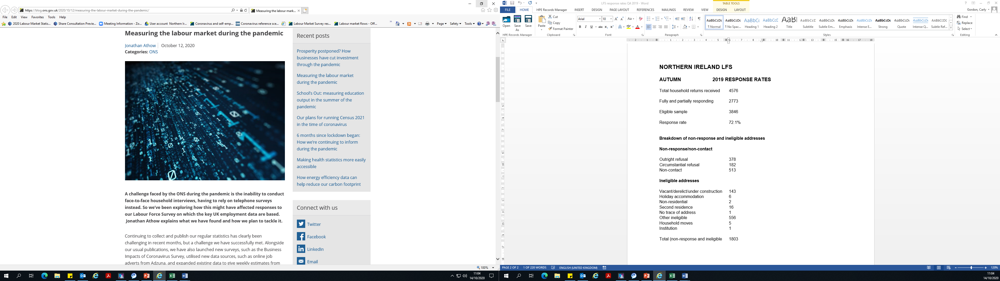 https://blog.ons.gov.uk/2020/10/12/measuring-the-labour-market-during-the-pandemic/
Measuring the labour mark...
File Edit View Favorites Tools Help
2020 Labour Market Statis... Share Consultation Previe... Meeting Information - Zo... User account Northern Ir... Coronavirus and self-emp... Coronavirus reference sce... Labour Market Survey res... Labour market flows - Off...
Page Safety Tools
Measuring the labour market during the pandemic
Jonathan Athow October 12, 2020
Categories: ONS
A challenge faced by the ONS during the pandemic is the inability to conduct
face-to-face household interviews, having to rely on telephone surveys
instead. So we've been exploring how this might have affected responses to
our Labour Force Survey on which the key UK employment data are based.
Jonathan Athow explains what we have found and how we plan to tackle it.
Continuing to collect and publish our regular statistics has clearly been
challenging in recent months, but a challenge we have successfully met. Alongside
our usual publications, we have also launched new surveys, such as the Business
Impacts of Coronavirus Survey, utilised new data sources, such as online job
adverts from Adzuna, and expanded existing data to give weekly estimates from
Recent posts
Prosperity postponed? How
businesses have cut investment
through the pandemic
Measuring the labour market
during the pandemic
School's Out: measuring education
output in the summer of the
pandemic
Our plans for running Census 2021
in the time of coronavirus
6 months since lockdown began:
How we're continuing to inform
during the pandemic
Making health statistics more easily
accessible
How energy efficiency data can
help reduce our carbon footprint
Connect with us
Twitter
Facebook
LinkedIn
Email
100%
11:04
14/10/2020
LFS response rates Q4 2019 - Word
TABLE TOOLS
FILE HOME HPE Records Manager INSERT DESIGN PAGE LAYOUT REFERENCES MAILINGS REVIEW VIEW DESIGN LAYOUT
Gordon, Carly
Open Save As Save
HPE Records Manager
Paste
Cut
Copy
Format Painter
Clipboard
Arial 10
Font
Paragraph
AaBbCcDc AaBbCcDc AaBbCc AaBbCcE AaBl AaBbCcC AaBbCcDc AaBbCcDc AaBbCcDc AaBbCcDc AaBbCcDc AaBbCcDc AABBCCDC
¶ Normal ¶ No Spac... Heading 1 Heading 2 Title Subtitle Subtle Em... Emphasis Intense E... Strong Quote Intense Q... Subtle Ref...
Styles
Find
Replace
Select
Editing
NORTHERN IRELAND LFS
AUTUMN 2019 RESPONSE RATES
Total household returns received 4576
Fully and partially responding 2773
Eligible sample 3846
Response rate 72.1%
Breakdown of non-response and ineligible addresses
Non-response/non-contact
Outright refusal 378
Circumstantial refusal 182
Non-contact 513
Ineligible addresses
Vacant/derelict/under construction 143
Holiday accommodation 6
Non-residential 2
Second residence 16
No trace of address 1
Other ineligible 556
Household moves 5
Institution 1
Total (non-response and ineligible 1803
PAGE 2 OF 2 1 OF 220 WORDS ENGLISH (UNITED KINGDOM)
120%
11:04
14/10/2020